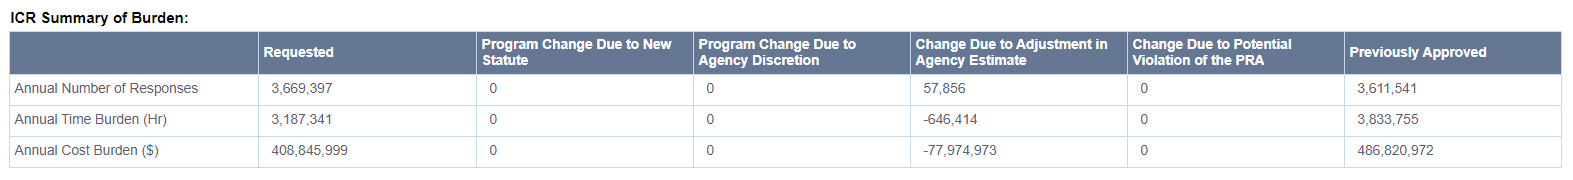 ICR Summary of Burden:
Requested
Program Change Due to New
Statute
Program Change Due to
Agency Discretion
Change Due to Adjustment in
Agency Estimate
Change Due to Potential
Violation of the PRA
Previously Approved
Annual Number of Responses 3,669,397 0 0 57,856 0 3,611,541
Annual Time Burden (Hr) 3,187,341 0 0 -646,414 0 3,833,755
Annual Cost Burden ($) 408,845,999 0 0 -77,974,973 0 486,820,972